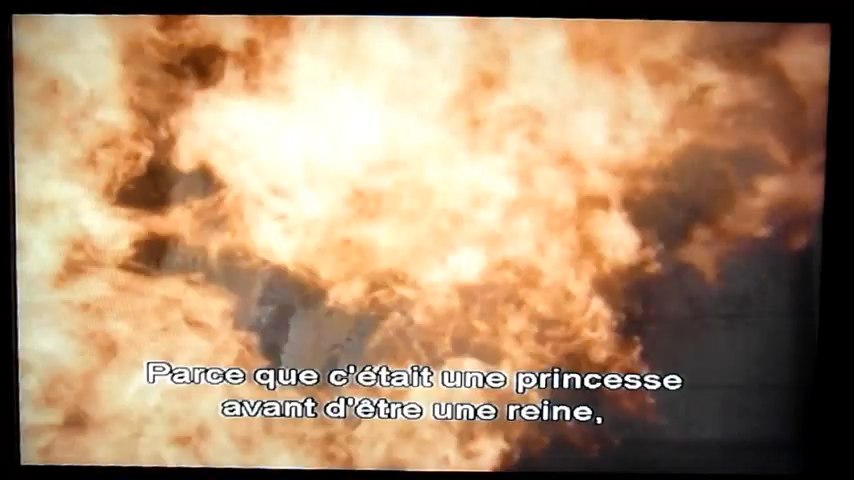 Parce que c'était une princesse
avant d'être une reine,